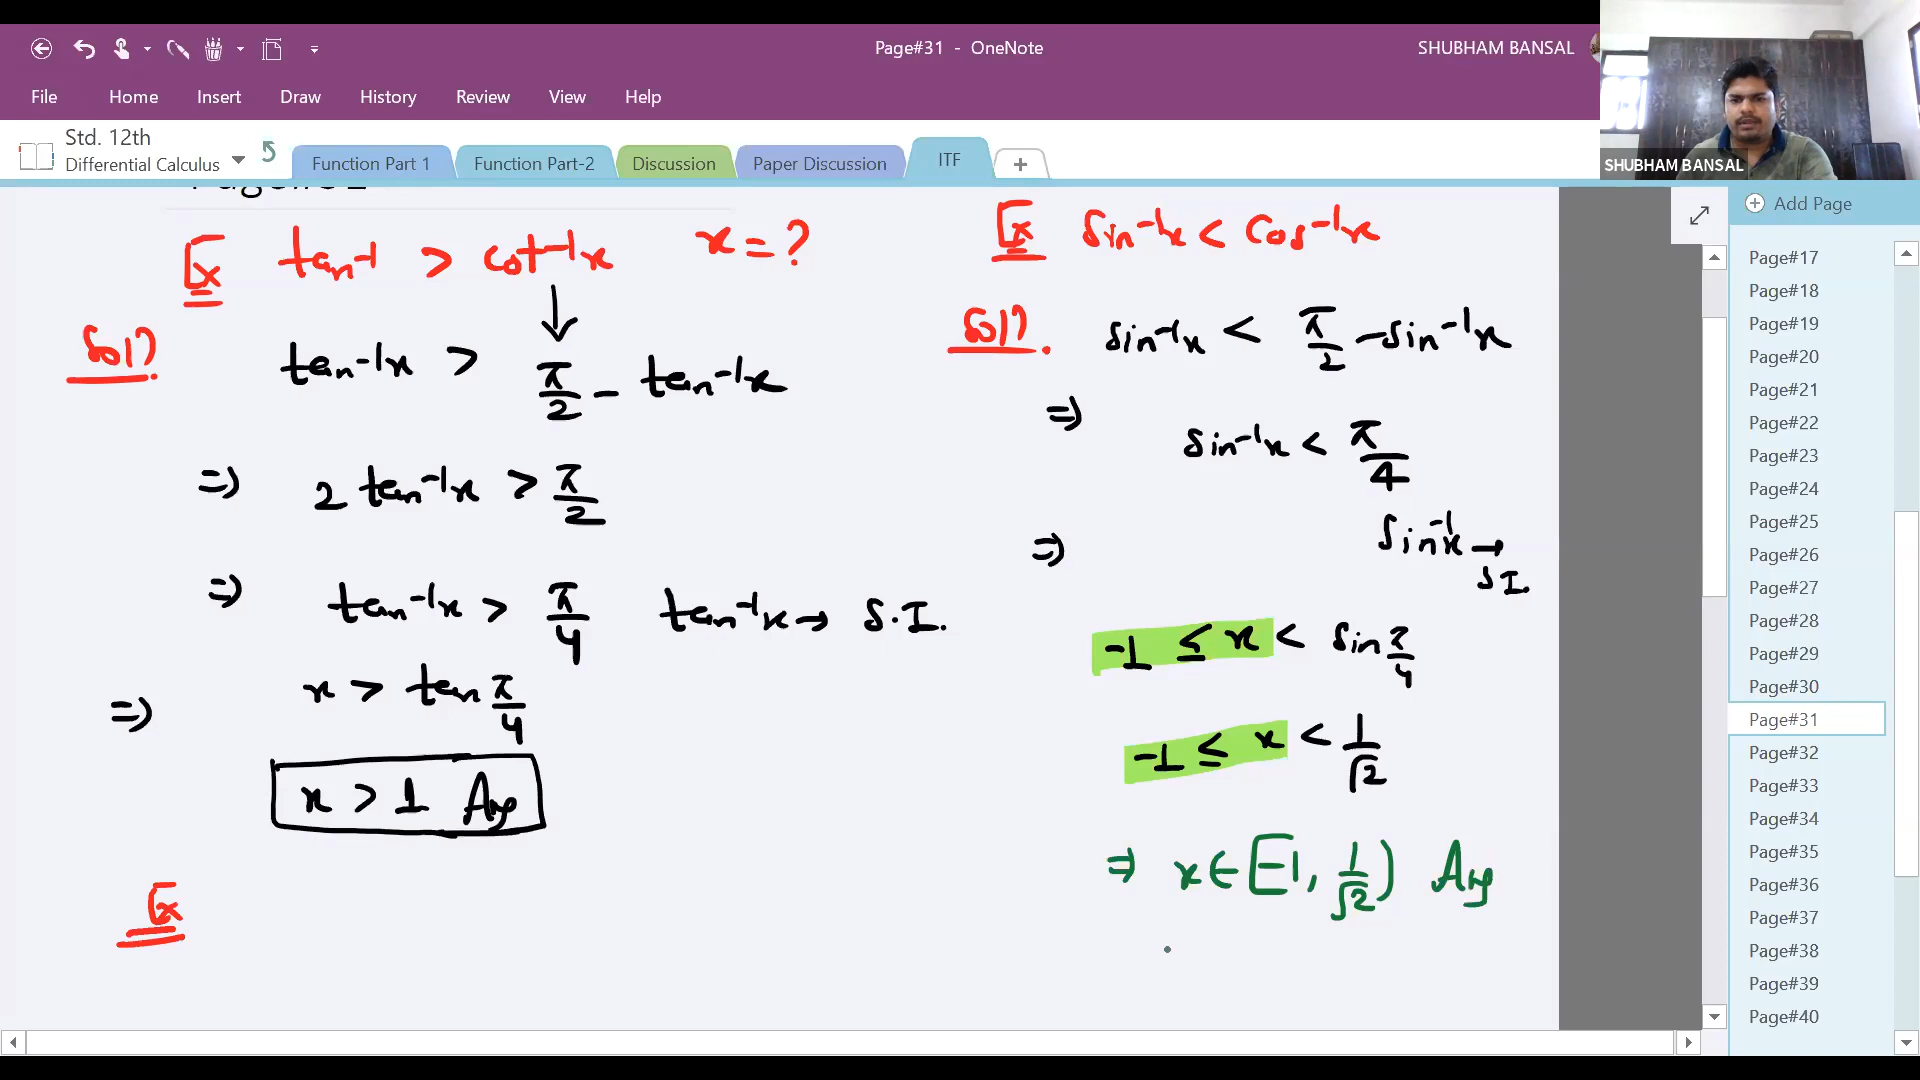 Page#31 - OneNote
SHUBHAM BANSAL
File Home Insert Draw History Review View Help
Std. 12th
Differential Calculus
Function Part 1
Function Part-2
Discussion
Paper Discussion
ITF
SHUBHAM BANSAL
Add Page
Ex tan⁻¹ > cot⁻¹x x = ?
Sol?
tan⁻¹x > π/2 - tan⁻¹x
⇒ 2 tan⁻¹x > π/2
⇒ tan⁻¹x > π/4 tan⁻¹x → S.I.
⇒ x > tan π/4
x > 1 Ans
Ex
Ex sin⁻¹x < cos⁻¹x
Sol?.
sin⁻¹x < π/2 - sin⁻¹x
⇒ sin⁻¹x < π/4
⇒ sin⁻¹x → S I.
-1 ≤ x < sin π/4
-1 ≤ x < 1/√2
⇒ x ∈ [-1, 1/√2) Ans
Page#17
Page#18
Page#19
Page#20
Page#21
Page#22
Page#23
Page#24
Page#25
Page#26
Page#27
Page#28
Page#29
Page#30
Page#31
Page#32
Page#33
Page#34
Page#35
Page#36
Page#37
Page#38
Page#39
Page#40